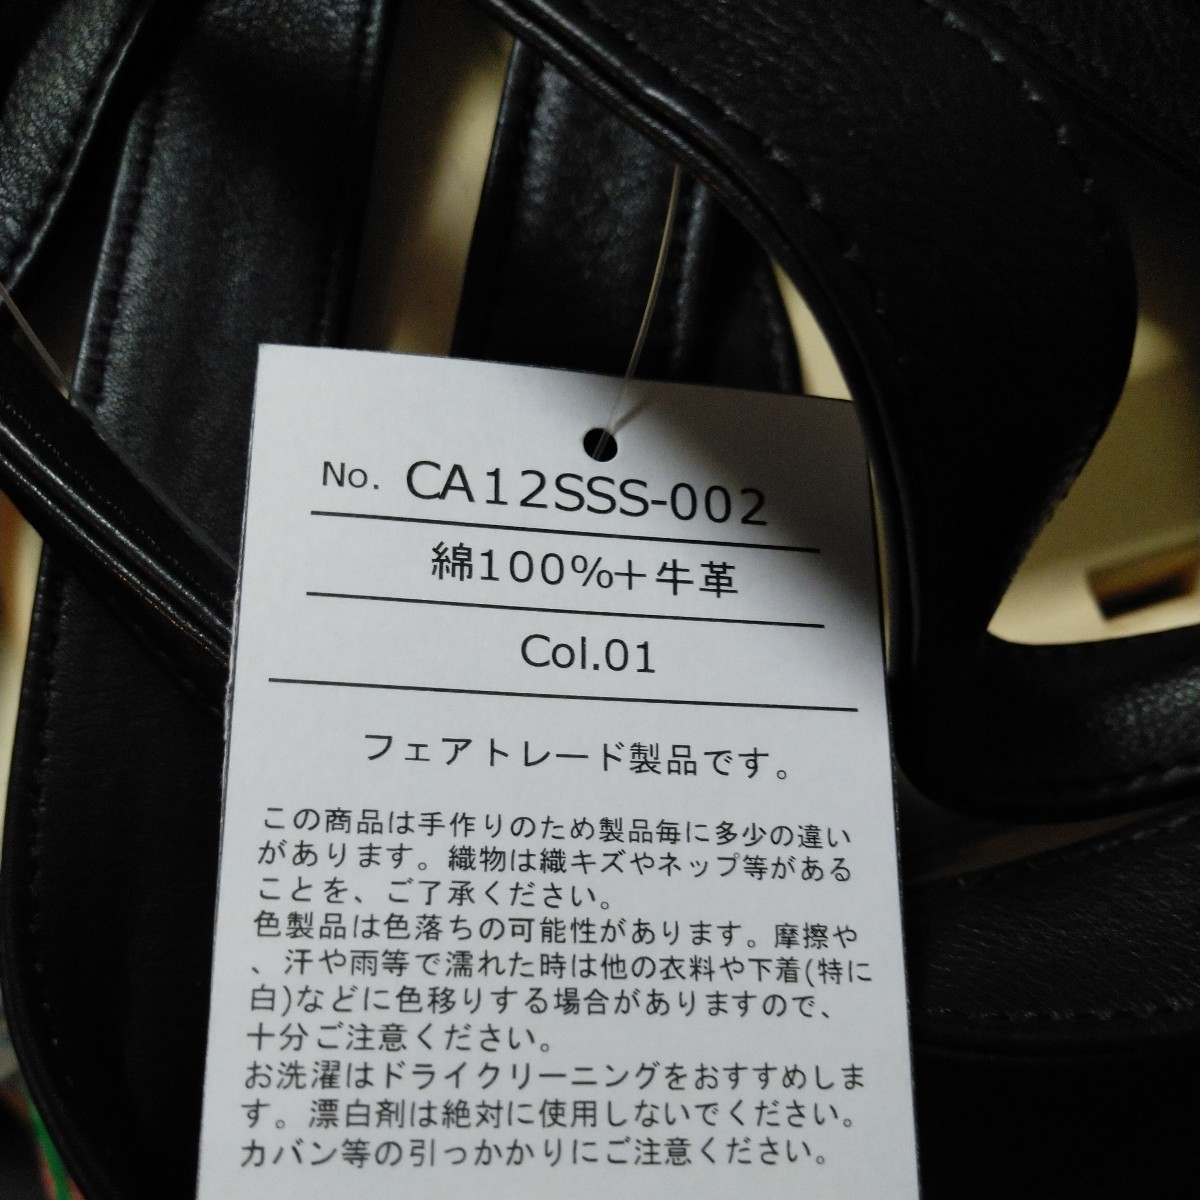 No. CA12SSS-002
綿100%+牛革
Col.01
フェアトレード製品です。
この商品は手作りのため製品毎に多少の違い
があります。織物は織キズやネップ等がある
ことを、ご了承ください。
色製品は色落ちの可能性があります。摩擦や
、汗や雨等で濡れた時は他の衣料や下着(特に
白)などに色移りする場合がありますので、
十分ご注意ください。
お洗濯はドライクリーニングをおすすめしま
す。漂白剤は絶対に使用しないでください。
カバン等の引っかかりにご注意ください。